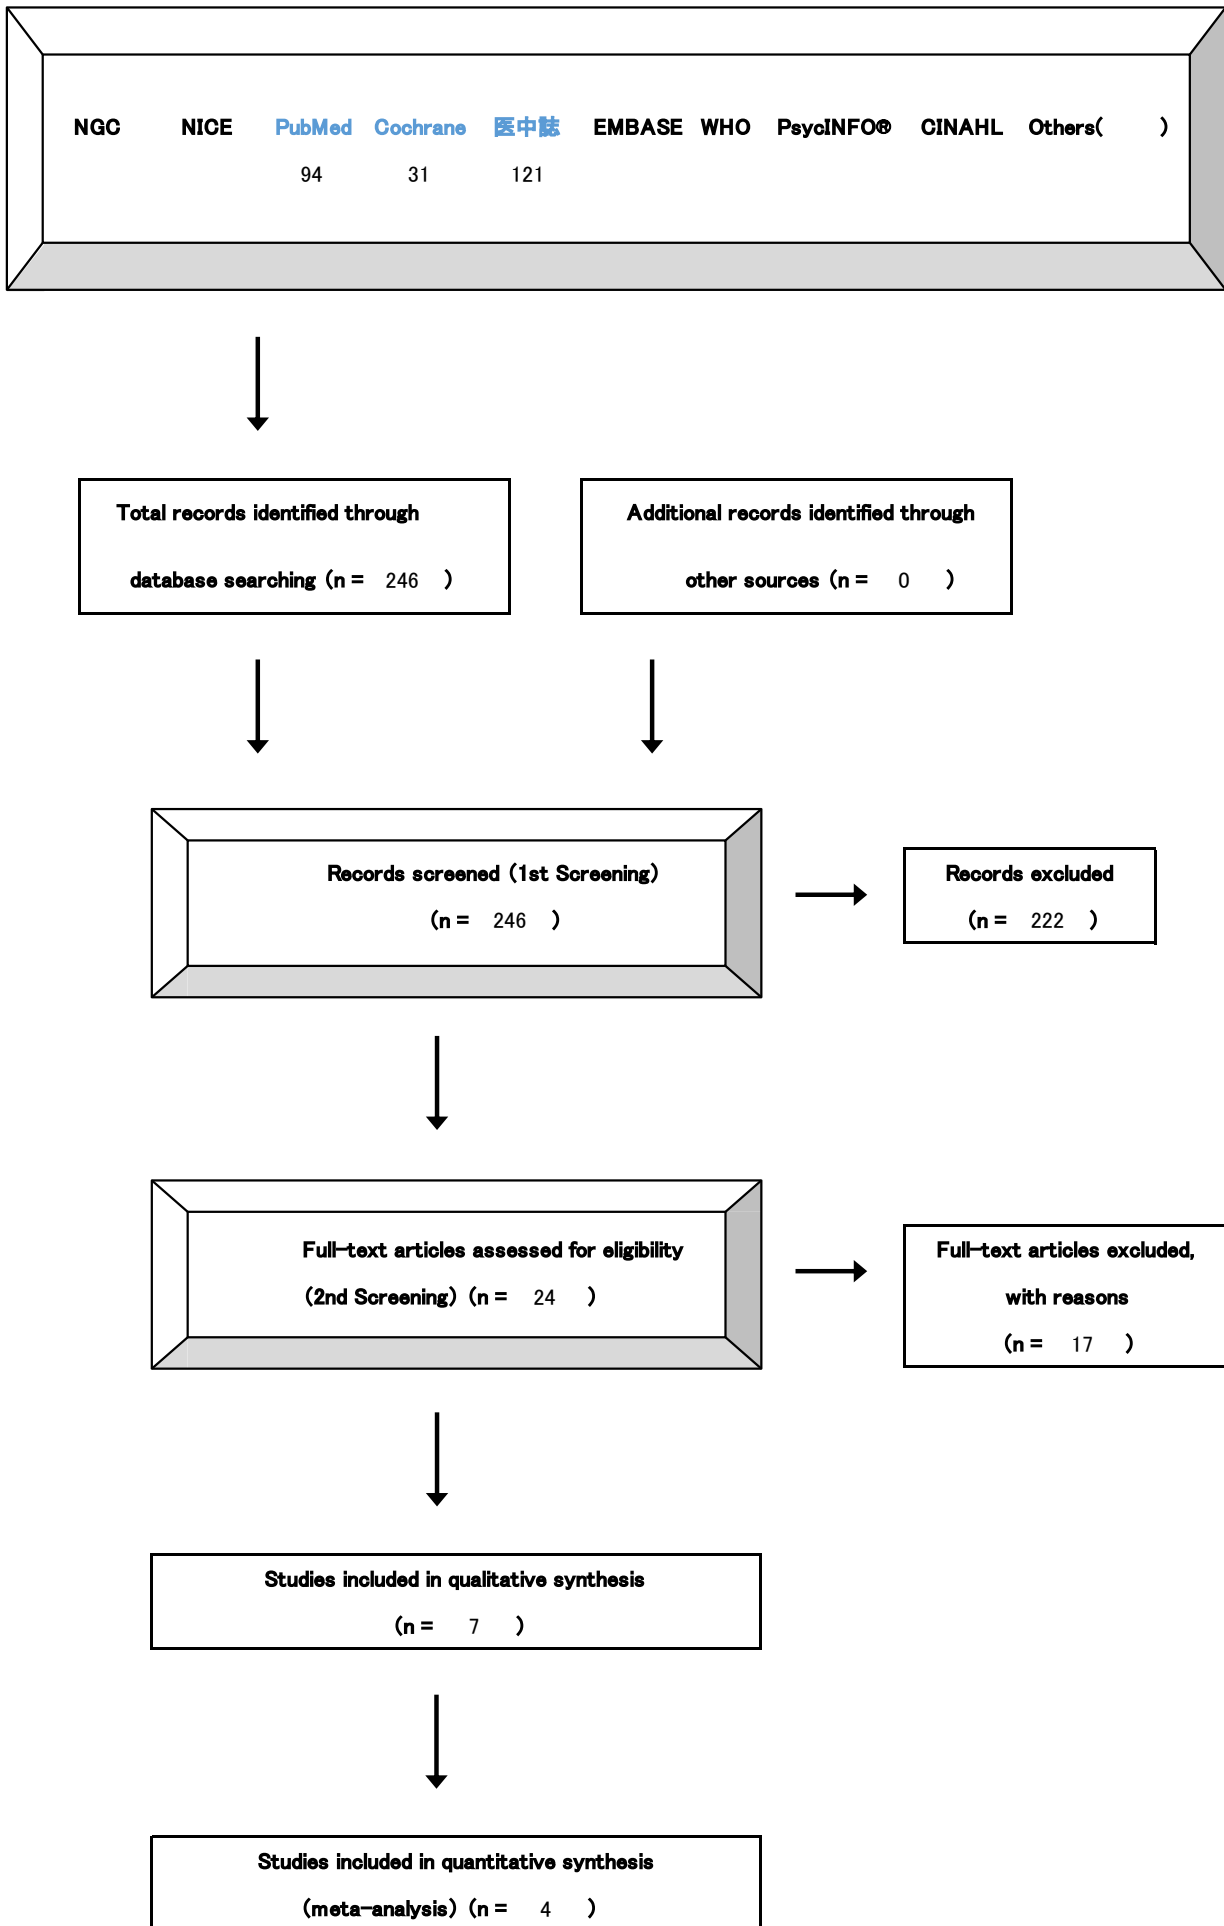 NGC NICE PubMed Cochrane 医中誌 EMBASE WHO PsycINFO® CINAHL Others( )
94 31 121
Total records identified through
database searching (n = 246 )
Additional records identified through
other sources (n = 0 )
Records screened (1st Screening)
(n = 246 )
Records excluded
(n = 222 )
Full-text articles assessed for eligibility
(2nd Screening) (n = 24 )
Full-text articles excluded,
with reasons
(n = 17 )
Studies included in qualitative synthesis
(n = 7 )
Studies included in quantitative synthesis
(meta-analysis) (n = 4 )